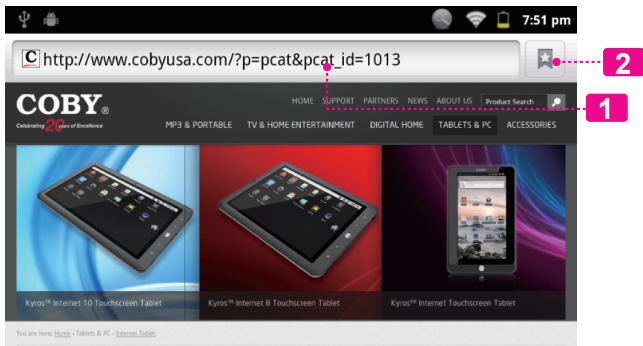 7:51 pm
C http://www.cobyusa.com/?p=pcat&pcat_id=1013
2
COBY®
Celebrating 20 years of Excellence
HOME SUPPORT PARTNERS NEWS ABOUT US Product Search
1
MP3 & PORTABLE TV & HOME ENTERTAINMENT DIGITAL HOME TABLETS & PC ACCESSORIES
Kyros™ Internet 10 Touchscreen Tablet Kyros™ Internet 8 Touchscreen Tablet Kyros™ Internet Touchscreen Tablet
You are here: Home › Tablets & PC › Internet Tablet